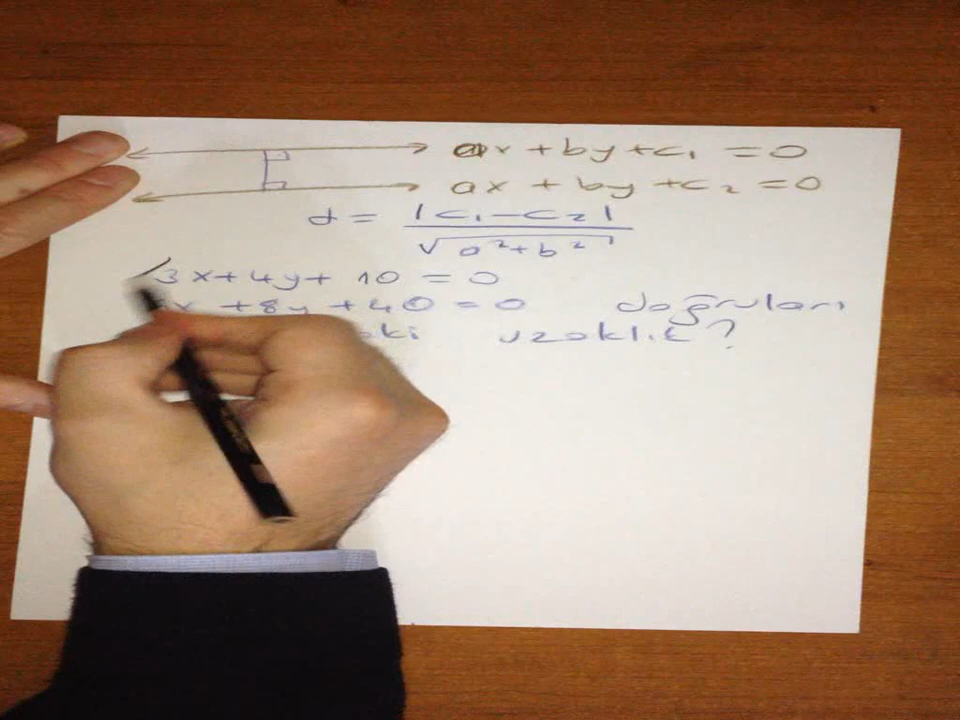 ax + by + c₁ = 0
ax + by + c₂ = 0
d = |c₁ - c₂| / √(a² + b²)
3x + 4y + 10 = 0
x + 8y + 40 = 0 doğruları
uzaklık?